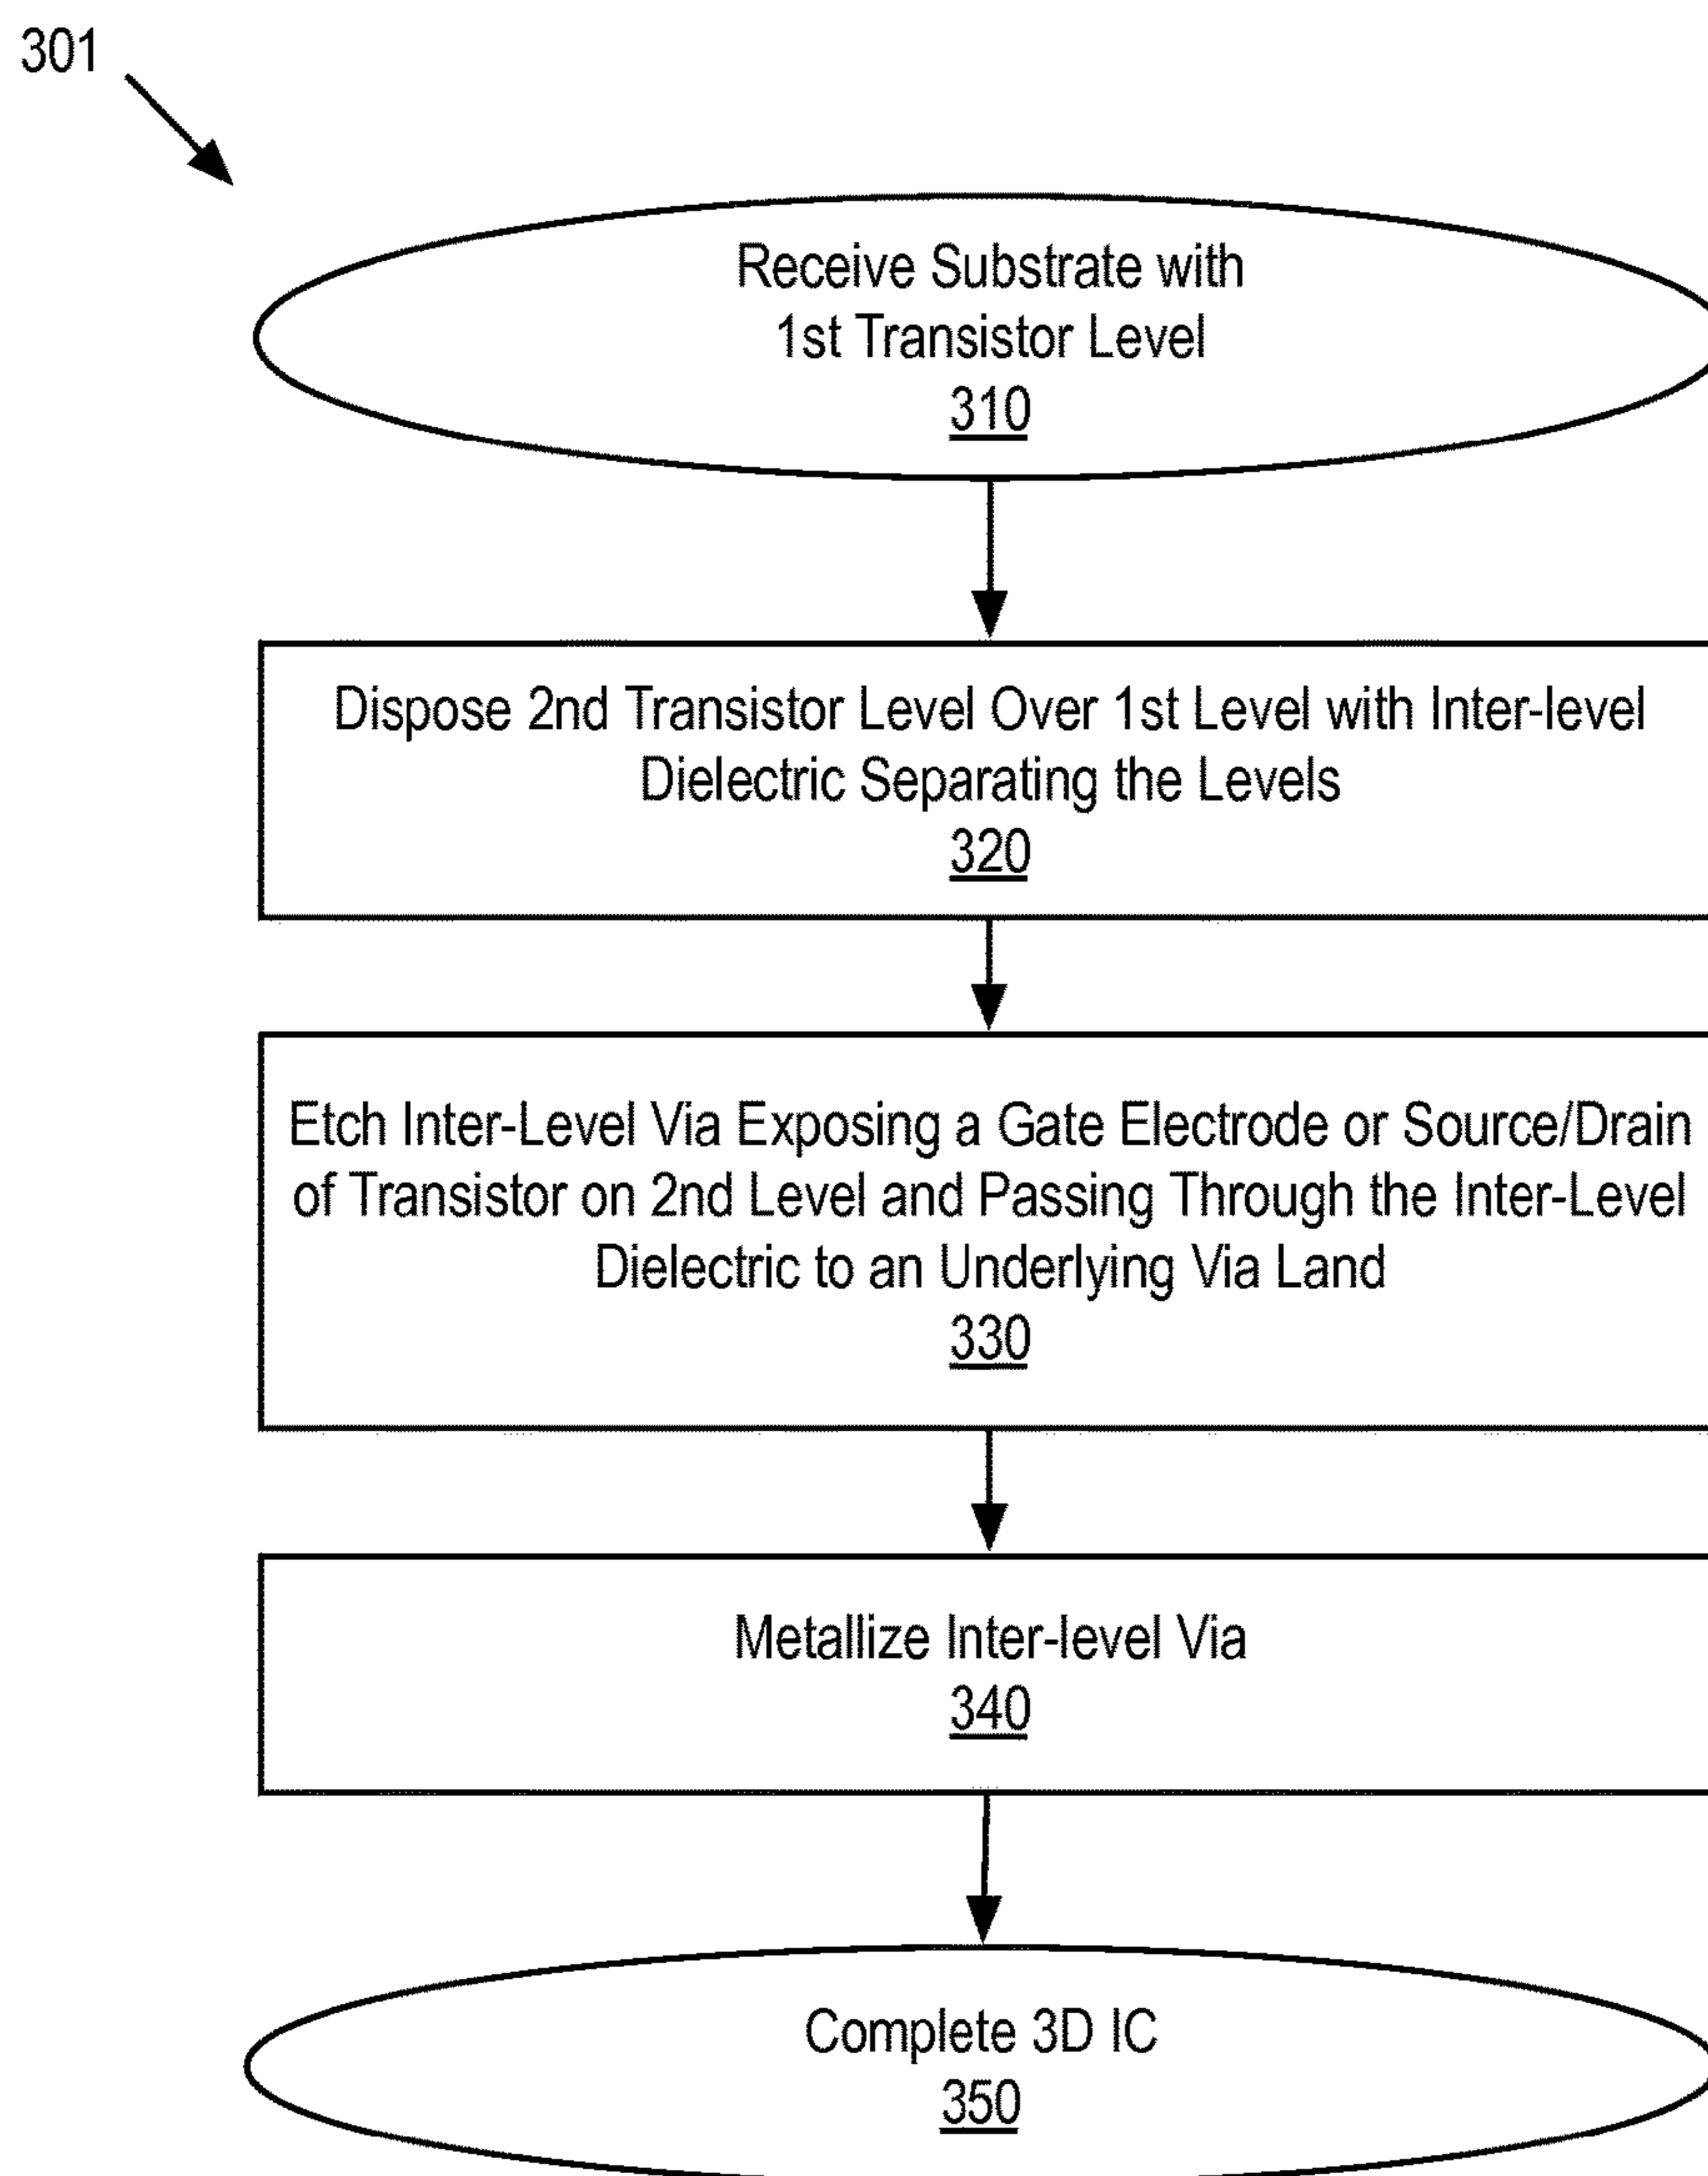 301
Receive Substrate with
1st Transistor Level
310
Dispose 2nd Transistor Level Over 1st Level with Inter-level
Dielectric Separating the Levels
320
Etch Inter-Level Via Exposing a Gate Electrode or Source/Drain
of Transistor on 2nd Level and Passing Through the Inter-Level
Dielectric to an Underlying Via Land
330
Metallize Inter-level Via
340
Complete 3D IC
350